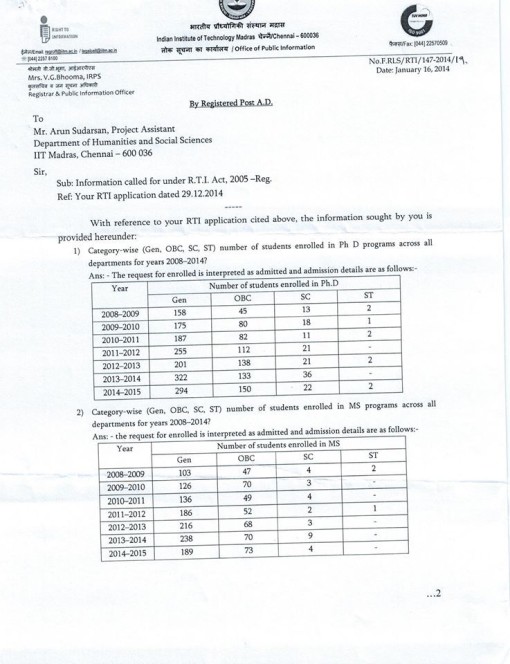 RIGHT TO
INFORMATION
भारतीय प्रौद्योगिकी संस्थान मद्रास
Indian Institute of Technology Madras चेन्नै/Chennai – 600036
लोक सूचना का कार्यालय / Office of Public Information
ISO 9001
फैक्स/Fax: [044] 22570509
[044] 2257 8100
No.F.RLS/RTI/147-2014/19,
Date: January 16, 2014
श्रीमती वी.जी.भूमा, आईआरपीएस
Mrs. V.G.Bhooma, IRPS
कुलसचिव व जन सूचना अधिकारी
Registrar & Public Information Officer
By Registered Post A.D.
To
Mr. Arun Sudarsan, Project Assistant
Department of Humanities and Social Sciences
IIT Madras, Chennai – 600 036
Sir,
Sub: Information called for under R.T.I. Act, 2005 –Reg.
Ref: Your RTI application dated 29.12.2014
-----
With reference to your RTI application cited above, the information sought by you is
provided hereunder:
1) Category-wise (Gen, OBC, SC, ST) number of students enrolled in Ph D programs across all
departments for years 2008–2014?
Ans: - The request for enrolled is interpreted as admitted and admission details are as follows:-
Year Number of students enrolled in Ph.D
Gen OBC SC ST
2008–2009 158 45 13 2
2009–2010 175 80 18 1
2010–2011 187 82 11 2
2011–2012 255 112 21 -
2012–2013 201 138 21 2
2013–2014 322 133 36 -
2014–2015 294 150 22 2
2) Category-wise (Gen, OBC, SC, ST) number of students enrolled in MS programs across all
departments for years 2008–2014?
Ans: - the request for enrolled is interpreted as admitted and admission details are as follows:-
Year Number of students enrolled in MS
Gen OBC SC ST
2008–2009 103 47 4 2
2009–2010 126 70 3 -
2010–2011 136 49 4 -
2011–2012 186 52 2 1
2012–2013 216 68 3 -
2013–2014 238 70 9 -
2014–2015 189 73 4 -
...2